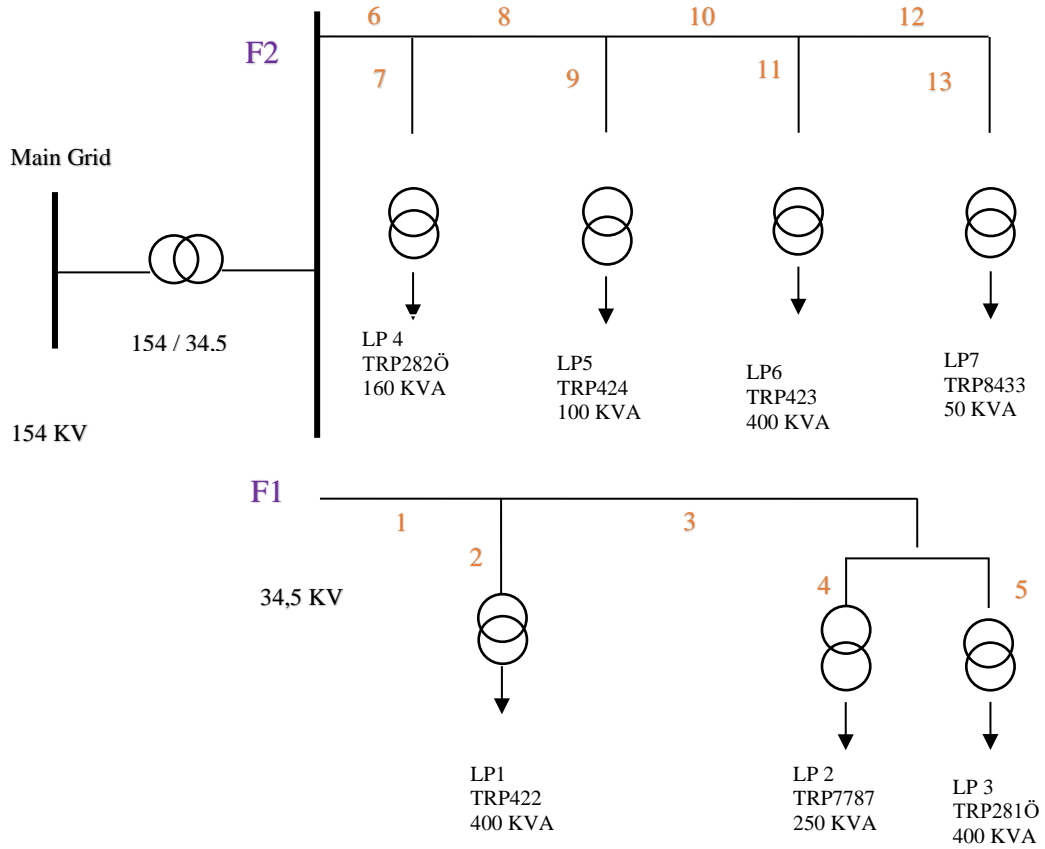 6
8
10
12
F2
7
9
11
13
Main Grid
154 / 34.5
LP 4
TRP282Ö
160 KVA
LP5
TRP424
100 KVA
LP6
TRP423
400 KVA
LP7
TRP8433
50 KVA
154 KV
F1
1
3
2
34,5 KV
4
5
LP1
TRP422
400 KVA
LP 2
TRP7787
250 KVA
LP 3
TRP281Ö
400 KVA